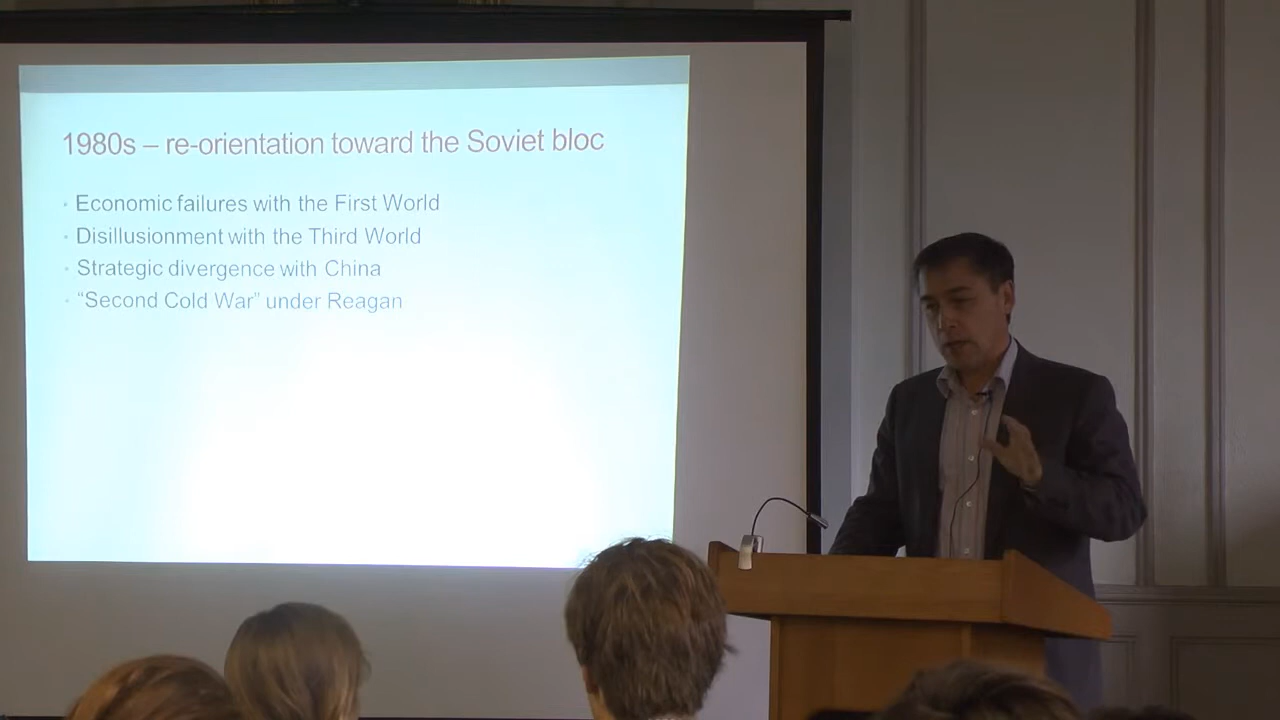 1980s – re-orientation toward the Soviet bloc
Economic failures with the First World
Disillusionment with the Third World
Strategic divergence with China
“Second Cold War” under Reagan